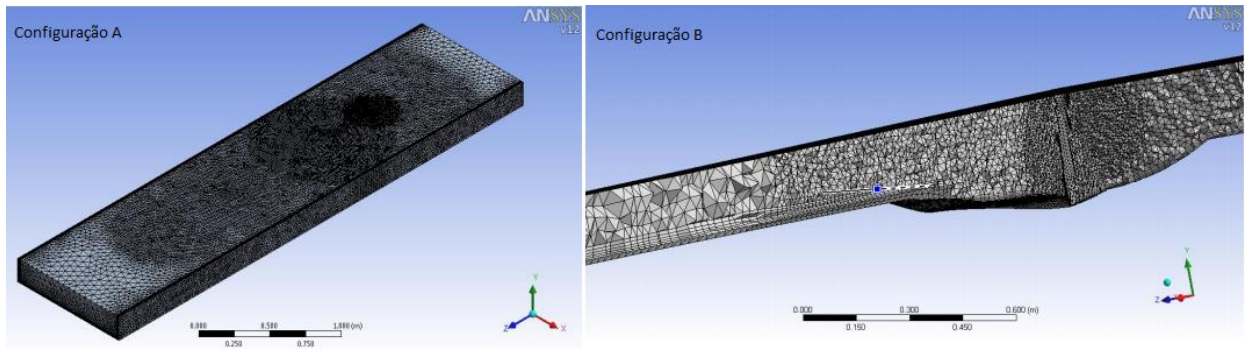 Configuração A
ANSYS
v12
Y
X
Z
0.000 0.500 1.000 (m)
0.250 0.750
Configuração B
ANSYS
v12
Y
Z
0.000 0.300 0.600 (m)
0.150 0.450